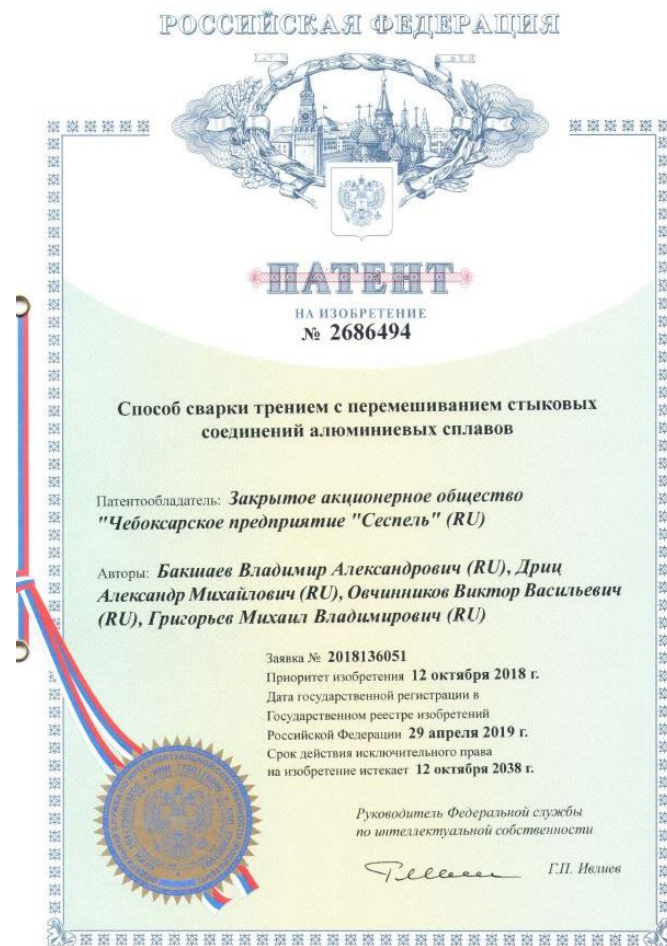 РОССИЙСКАЯ ФЕДЕРАЦИЯ
ПАТЕНТ
НА ИЗОБРЕТЕНИЕ
№ 2686494
Способ сварки трением с перемешиванием стыковых
соединений алюминиевых сплавов
Патентообладатель: Закрытое акционерное общество
"Чебоксарское предприятие "Сеспель" (RU)
Авторы: Бакшаев Владимир Александрович (RU), Дриц
Александр Михайлович (RU), Овчинников Виктор Васильевич
(RU), Григорьев Михаил Владимирович (RU)
Заявка № 2018136051
Приоритет изобретения 12 октября 2018 г.
Дата государственной регистрации в
Государственном реестре изобретений
Российской Федерации 29 апреля 2019 г.
Срок действия исключительного права
на изобретение истекает 12 октября 2038 г.
Руководитель Федеральной службы
по интеллектуальной собственности
Г.П. Ивлиев